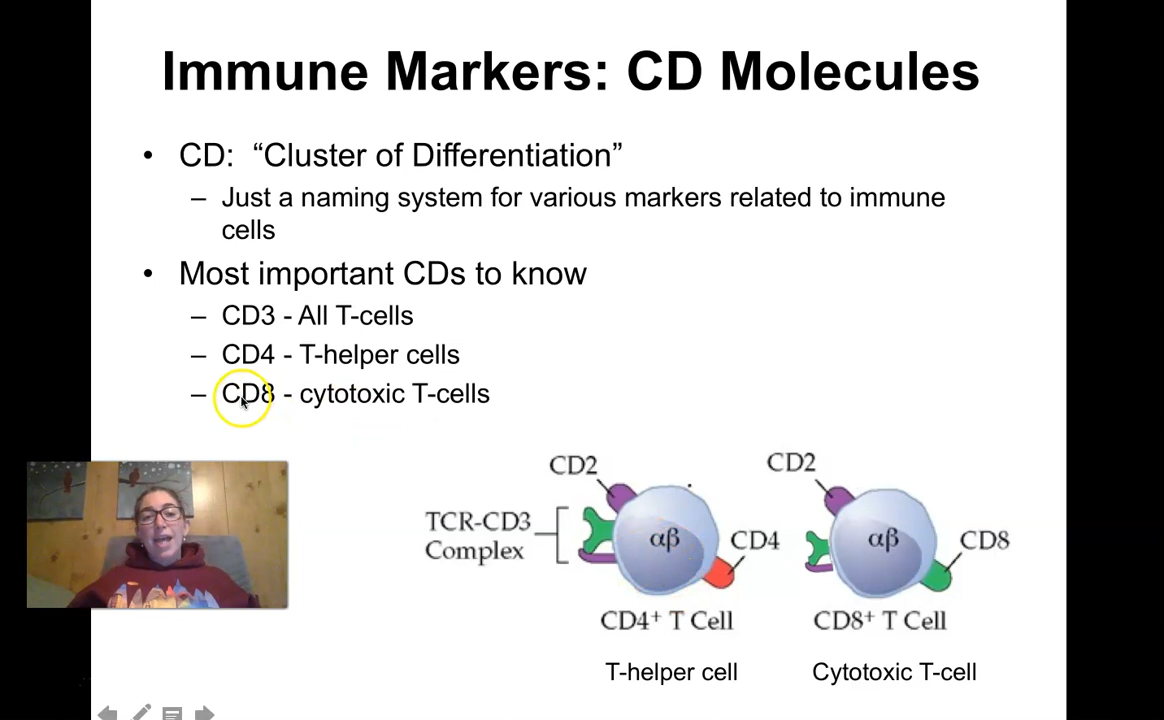 Immune Markers: CD Molecules
• CD: “Cluster of Differentiation”
– Just a naming system for various markers related to immune
cells
• Most important CDs to know
– CD3 - All T-cells
– CD4 - T-helper cells
– CD8 - cytotoxic T-cells
CD2
TCR-CD3
Complex
αβ
CD4
CD4⁺ T Cell
T-helper cell
CD2
αβ
CD8
CD8⁺ T Cell
Cytotoxic T-cell